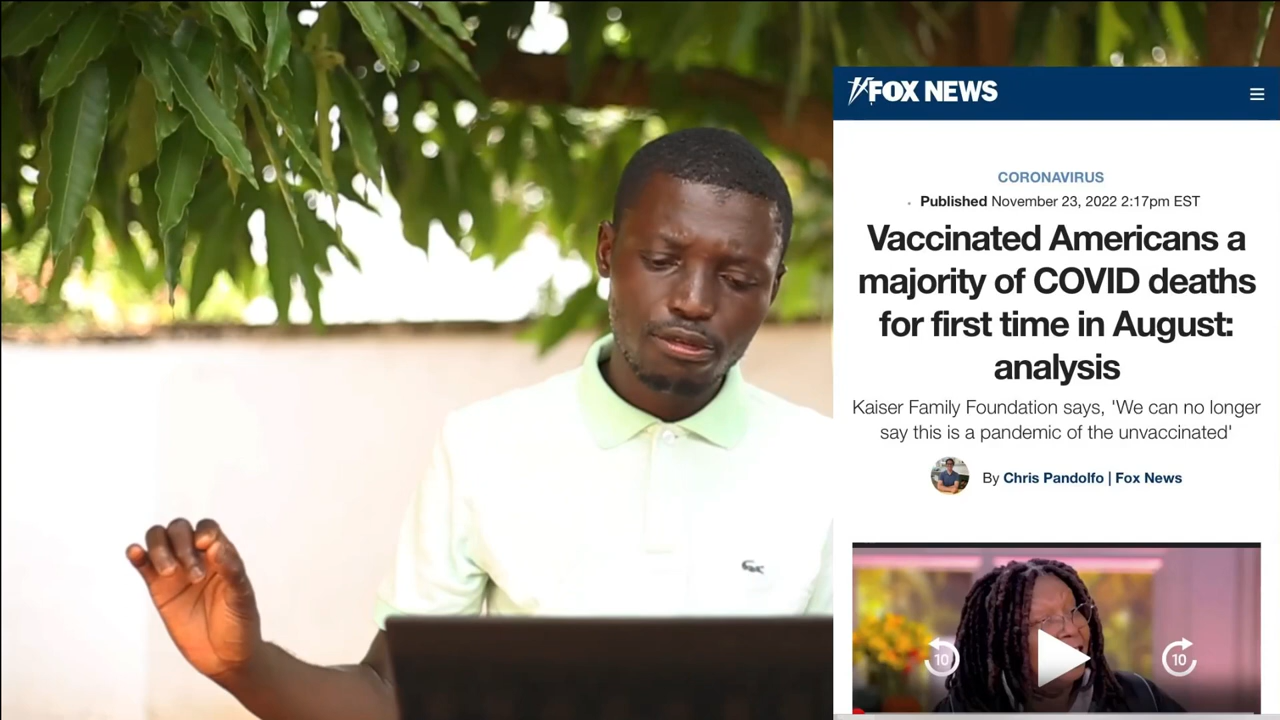 FOX NEWS
CORONAVIRUS
Published November 23, 2022 2:17pm EST
Vaccinated Americans a
majority of COVID deaths
for first time in August:
analysis
Kaiser Family Foundation says, 'We can no longer
say this is a pandemic of the unvaccinated'
By Chris Pandolfo | Fox News
10
10